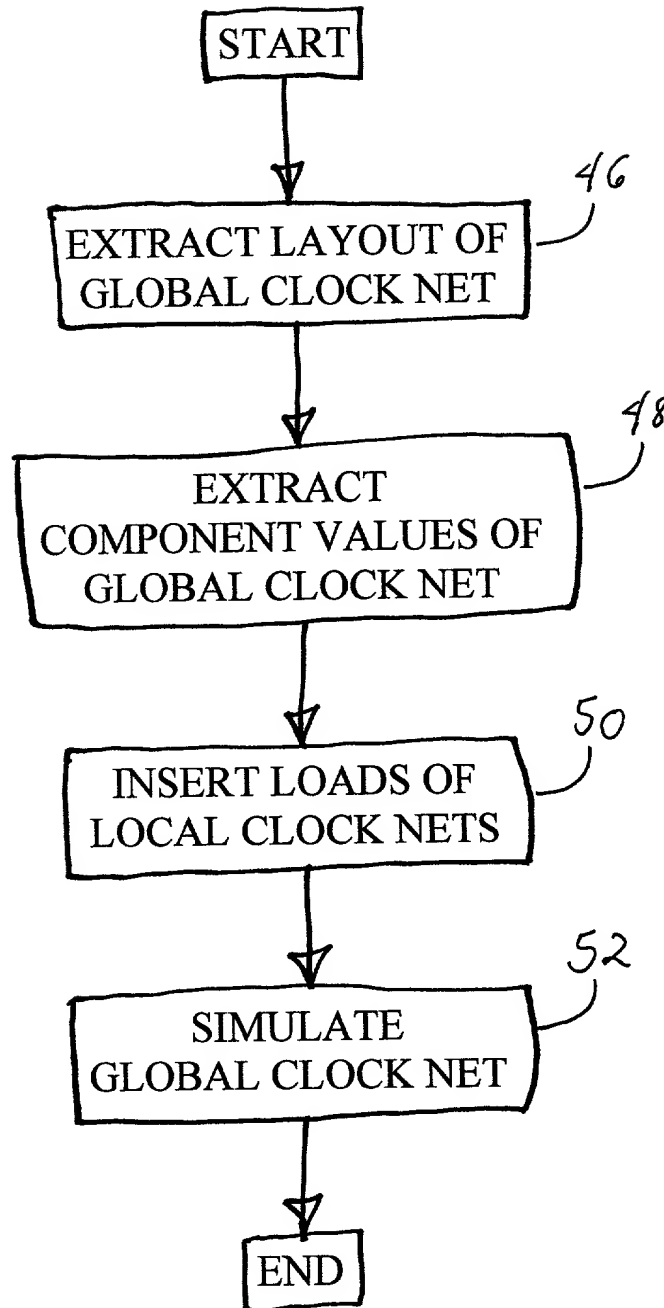 START
46
EXTRACT LAYOUT OF
GLOBAL CLOCK NET
48
EXTRACT
COMPONENT VALUES OF
GLOBAL CLOCK NET
50
INSERT LOADS OF
LOCAL CLOCK NETS
52
SIMULATE
GLOBAL CLOCK NET
END